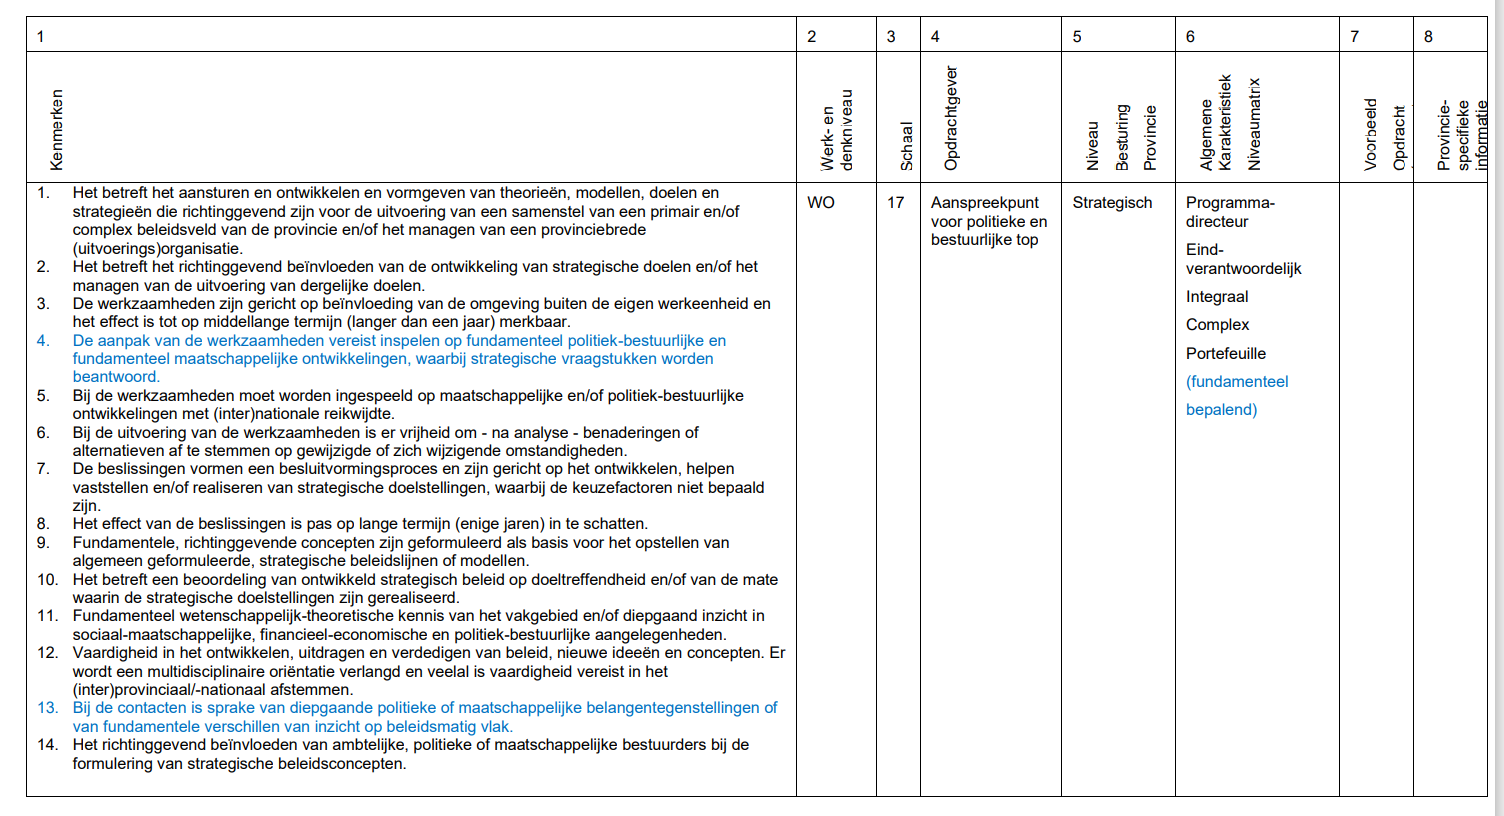 1
2
3
4
5
6
7
8
Kenmerken
Werk- en
denkniveau
Schaal
Opdrachtgever
Niveau
Besturing
Provincie
Algemene
Karakteristiek
Niveaumatrix
Voorbeeld
Opdracht
Provincie-
specifieke
informatie
1. Het betreft het aansturen en ontwikkelen en vormgeven van theorieën, modellen, doelen en
strategieën die richtinggevend zijn voor de uitvoering van een samenstel van een primair en/of
complex beleidsveld van de provincie en/of het managen van een provinciebrede
(uitvoerings)organisatie.
2. Het betreft het richtinggevend beïnvloeden van de ontwikkeling van strategische doelen en/of het
managen van de uitvoering van dergelijke doelen.
3. De werkzaamheden zijn gericht op beïnvloeding van de omgeving buiten de eigen werkeenheid en
het effect is tot op middellange termijn (langer dan een jaar) merkbaar.
4. De aanpak van de werkzaamheden vereist inspelen op fundamenteel politiek-bestuurlijke en
fundamenteel maatschappelijke ontwikkelingen, waarbij strategische vraagstukken worden
beantwoord.
5. Bij de werkzaamheden moet worden ingespeeld op maatschappelijke en/of politiek-bestuurlijke
ontwikkelingen met (inter)nationale reikwijdte.
6. Bij de uitvoering van de werkzaamheden is er vrijheid om - na analyse - benaderingen of
alternatieven af te stemmen op gewijzigde of zich wijzigende omstandigheden.
7. De beslissingen vormen een besluitvormingsproces en zijn gericht op het ontwikkelen, helpen
vaststellen en/of realiseren van strategische doelstellingen, waarbij de keuzefactoren niet bepaald
zijn.
8. Het effect van de beslissingen is pas op lange termijn (enige jaren) in te schatten.
9. Fundamentele, richtinggevende concepten zijn geformuleerd als basis voor het opstellen van
algemeen geformuleerde, strategische beleidslijnen of modellen.
10. Het betreft een beoordeling van ontwikkeld strategisch beleid op doeltreffendheid en/of van de mate
waarin de strategische doelstellingen zijn gerealiseerd.
11. Fundamenteel wetenschappelijk-theoretische kennis van het vakgebied en/of diepgaand inzicht in
sociaal-maatschappelijke, financieel-economische en politiek-bestuurlijke aangelegenheden.
12. Vaardigheid in het ontwikkelen, uitdragen en verdedigen van beleid, nieuwe ideeën en concepten. Er
wordt een multidisciplinaire oriëntatie verlangd en veelal is vaardigheid vereist in het
(inter)provinciaal/-nationaal afstemmen.
13. Bij de contacten is sprake van diepgaande politieke of maatschappelijke belangentegenstellingen of
van fundamentele verschillen van inzicht op beleidsmatig vlak.
14. Het richtinggevend beïnvloeden van ambtelijke, politieke of maatschappelijke bestuurders bij de
formulering van strategische beleidsconcepten.
WO
17
Aanspreekpunt
voor politieke en
bestuurlijke top
Strategisch
Programma-
directeur
Eind-
verantwoordelijk
Integraal
Complex
Portefeuille
(fundamenteel
bepalend)